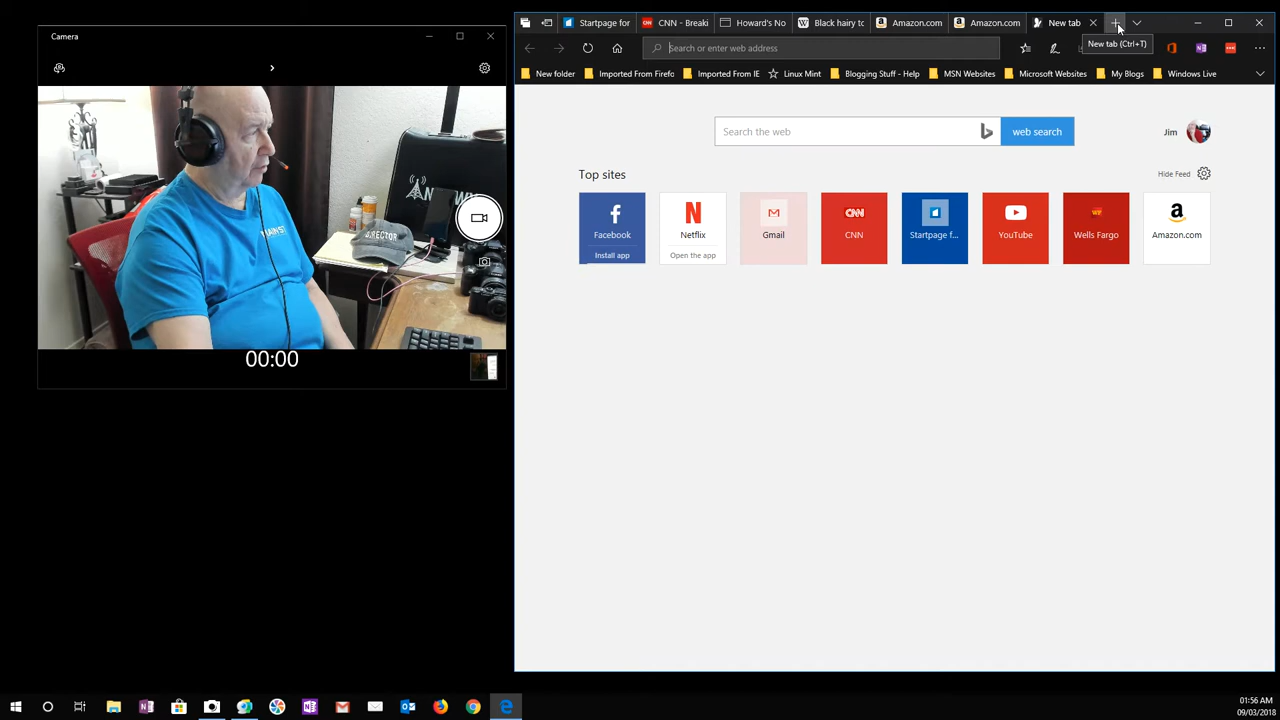 Camera
DIRECTOR
00:00
Startpage for
CNN - Breaki
Howard's No
Black hairy to
Amazon.com
Amazon.com
New tab
New tab (Ctrl+T)
Search or enter web address
New folder
Imported From Firefo
Imported From IE
Linux Mint
Blogging Stuff - Help
MSN Websites
Microsoft Websites
My Blogs
Windows Live
Search the web
web search
Jim
Top sites
Hide Feed
Facebook
Install app
Netflix
Open the app
Gmail
CNN
CNN
Startpage f...
YouTube
Wells Fargo
Amazon.com
01:56 AM
09/03/2018